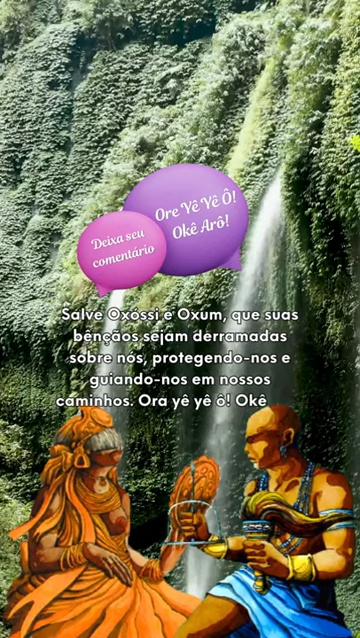 Ore Yê Yê Ô!
Okê Arô!
Deixa seu
comentário
Salve Oxóssi e Oxum, que suas
bênçãos sejam derramadas
sobre nós, protegendo-nos e
guiando-nos em nossos
caminhos. Ora yê yê ô! Okê